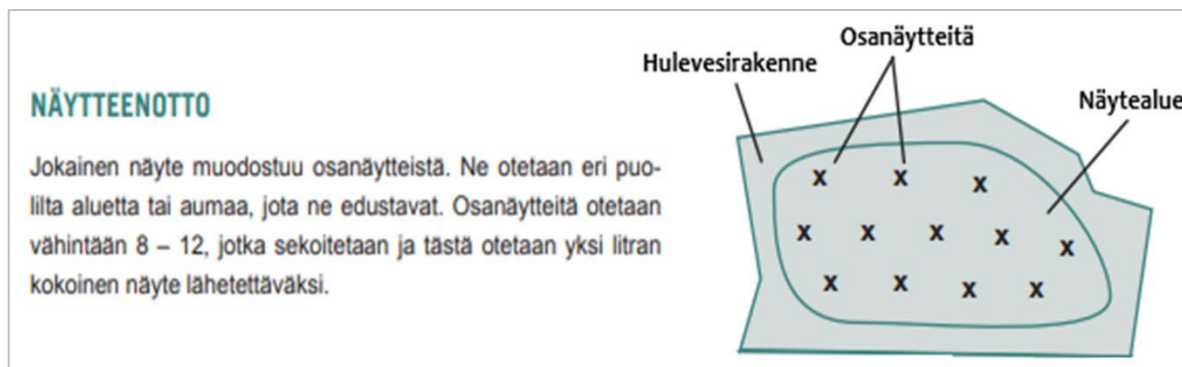 NÄYTTEENOTTO
Jokainen näyte muodostuu osanäytteistä. Ne otetaan eri puo-
lilta aluetta tai aumaa, jota ne edustavat. Osanäytteitä otetaan
vähintään 8 – 12, jotka sekoitetaan ja tästä otetaan yksi litran
kokoinen näyte lähetettäväksi.
Osanäytteitä
Hulevesirakenne
Näytealue
x x x
x x x x x
x x x x